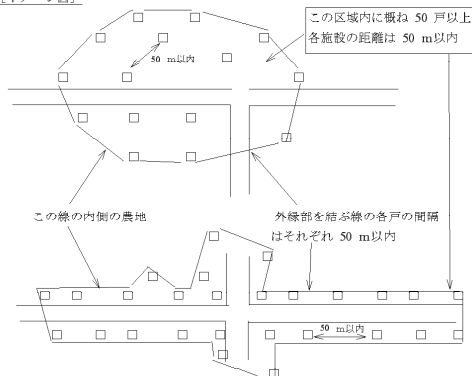 [イメージ図]
この区域内に概ね 50 戸以上
各施設の距離は 50 m以内
50 m以内
この線の内側の農地
外縁部を結ぶ線の各戸の間隔
はそれぞれ 50 m以内
50 m以内